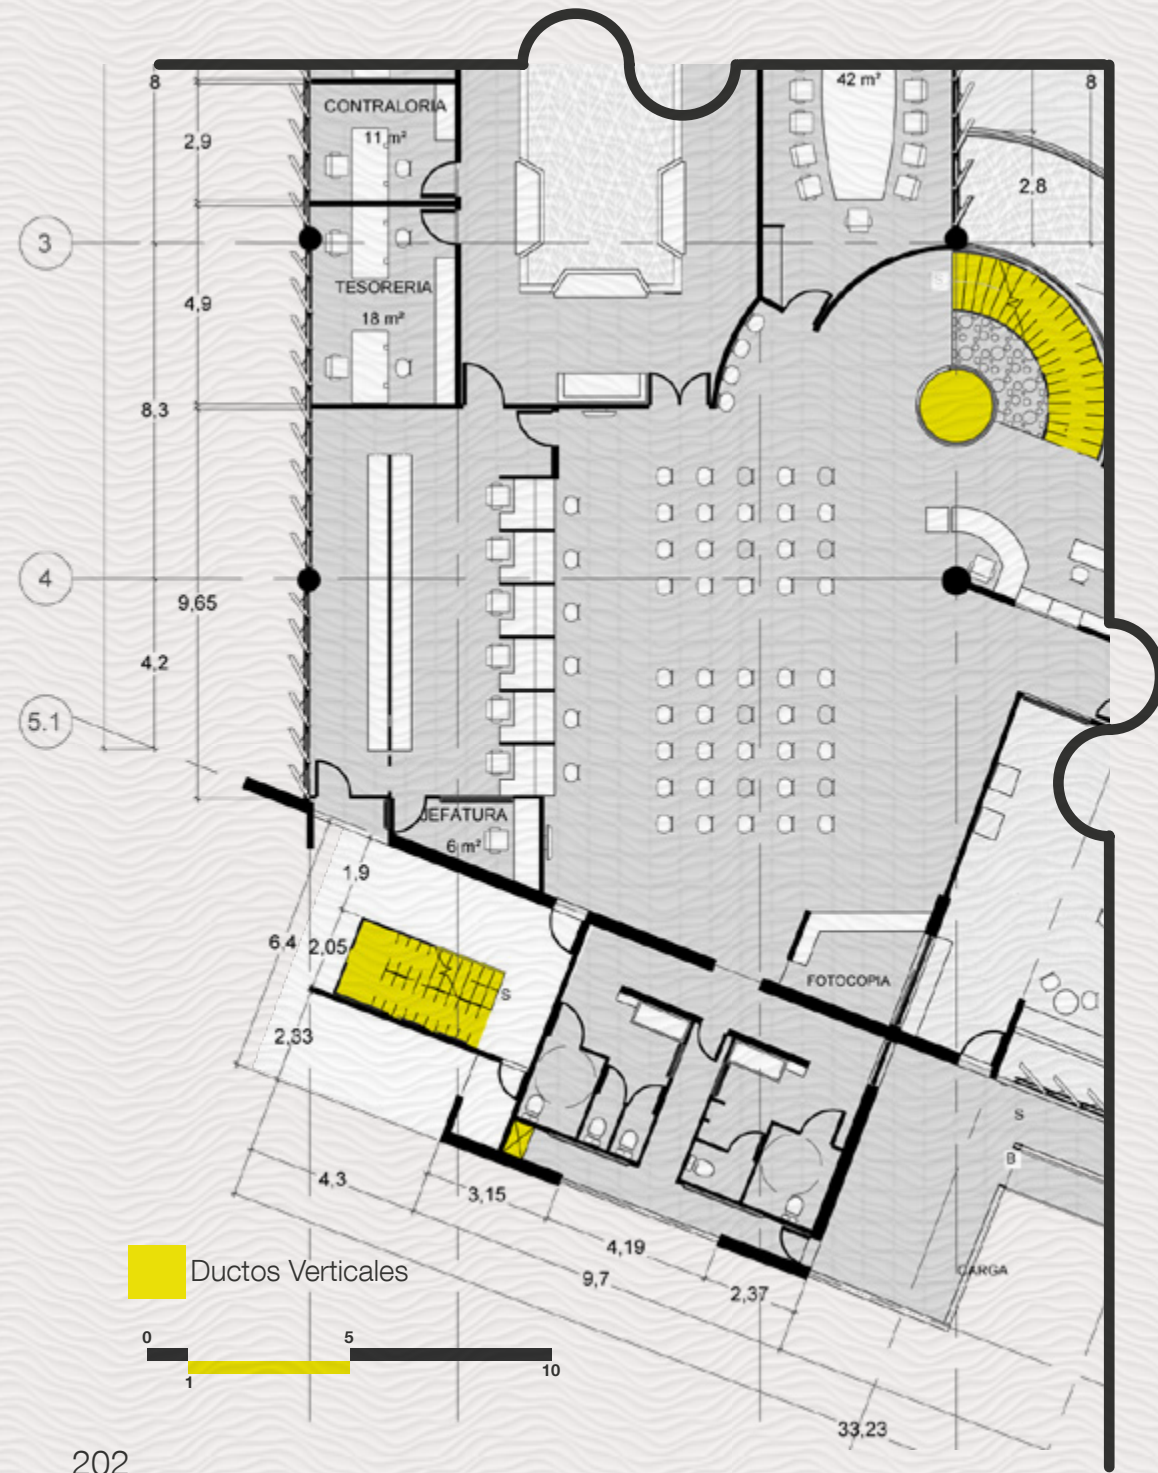 8
CONTRALORIA
11 m²
42 m²
8
2,9
2,8
3
S
TESORERIA
18 m²
4,9
8,3
4
9,65
4,2
5.1
JEFATURA
6 m²
1,9
6,4
2,05
S
FOTOCOPIA
2,33
S
B
4,3
3,15
4,19
CARGA
9,7
2,37
Ductos Verticales
0
5
1
10
33,23
202